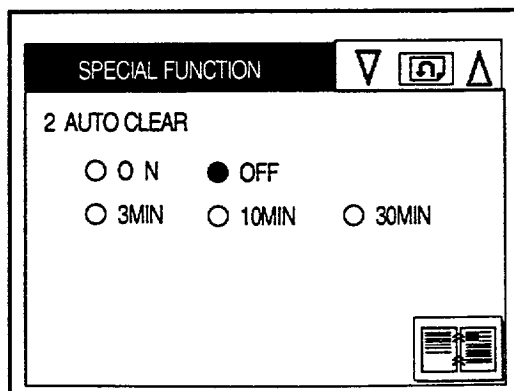 SPECIAL FUNCTION
2 AUTO CLEAR
O N OFF
3MIN 10MIN 30MIN